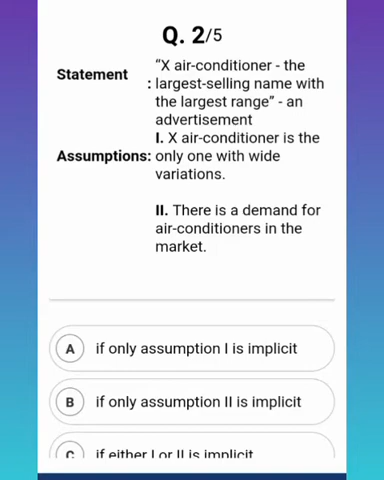 Q. 2/5
"X air-conditioner - the
Statement : largest-selling name with
the largest range" - an
advertisement
I. X air-conditioner is the
Assumptions: only one with wide
variations.
II. There is a demand for
air-conditioners in the
market.
A if only assumption I is implicit
B if only assumption II is implicit
C if either I or II is implicit